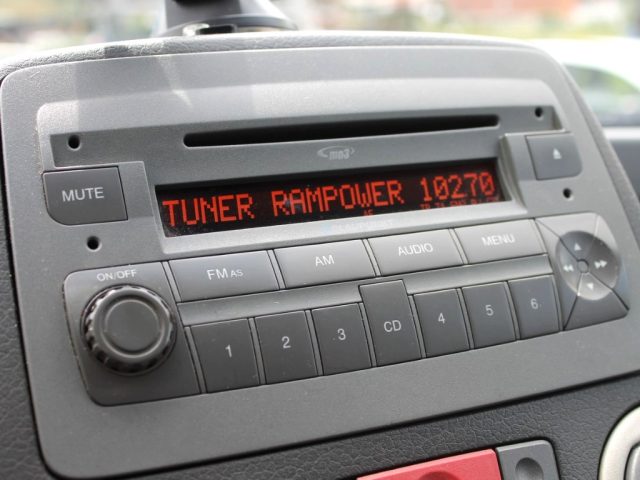 mp3
MUTE
TUNER RAMPOWER 10270
AF
ON/OFF
FM AS
AM
AUDIO
MENU
1
2
3
CD
4
5
6